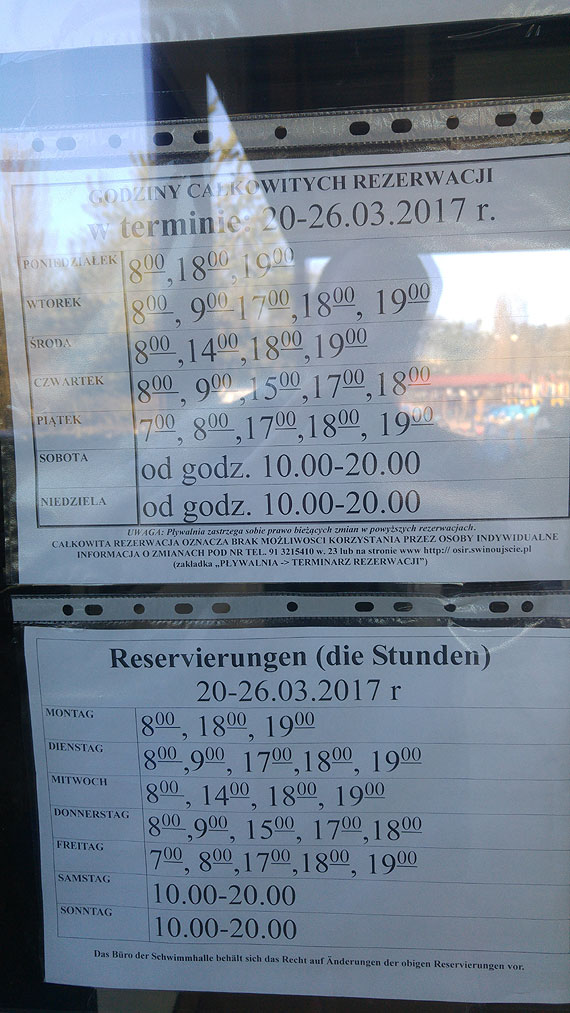 GODZINY CAŁKOWITYCH REZERWACJI
w terminie: 20-26.03.2017 r.
PONIEDZIAŁEK 8⁰⁰,18⁰⁰,19⁰⁰
WTOREK 8⁰⁰, 9⁰⁰ 17⁰⁰,18⁰⁰, 19⁰⁰
ŚRODA 8⁰⁰,14⁰⁰,18⁰⁰,19⁰⁰
CZWARTEK 8⁰⁰, 9⁰⁰,15⁰⁰,17⁰⁰,18⁰⁰
PIĄTEK 7⁰⁰, 8⁰⁰,17⁰⁰,18⁰⁰, 19⁰⁰
SOBOTA od godz. 10.00-20.00
NIEDZIELA od godz. 10.00-20.00
UWAGA: Pływalnia zastrzega sobie prawo bieżących zmian w powyższych rezerwacjach.
CAŁKOWITA REZERWACJA OZNACZA BRAK MOŻLIWOŚCI KORZYSTANIA PRZEZ OSOBY INDYWIDUALNE
INFORMACJA O ZMIANACH POD NR TEL. 91 3215410 w. 23 lub na stronie www http:// osir.swinoujscie.pl
(zakładka „PŁYWALNIA -> TERMINARZ REZERWACJI”)
Reservierungen (die Stunden)
20-26.03.2017 r
MONTAG 8⁰⁰, 18⁰⁰, 19⁰⁰
DIENSTAG 8⁰⁰,9⁰⁰, 17⁰⁰,18⁰⁰, 19⁰⁰
MITWOCH 8⁰⁰, 14⁰⁰, 18⁰⁰, 19⁰⁰
DONNERSTAG 8⁰⁰,9⁰⁰, 15⁰⁰, 17⁰⁰,18⁰⁰
FREITAG 7⁰⁰, 8⁰⁰,17⁰⁰,18⁰⁰, 19⁰⁰
SAMSTAG 10.00-20.00
SONNTAG 10.00-20.00
Das Büro der Schwimmhalle behält sich das Recht auf Änderungen der obigen Reservierungen vor.